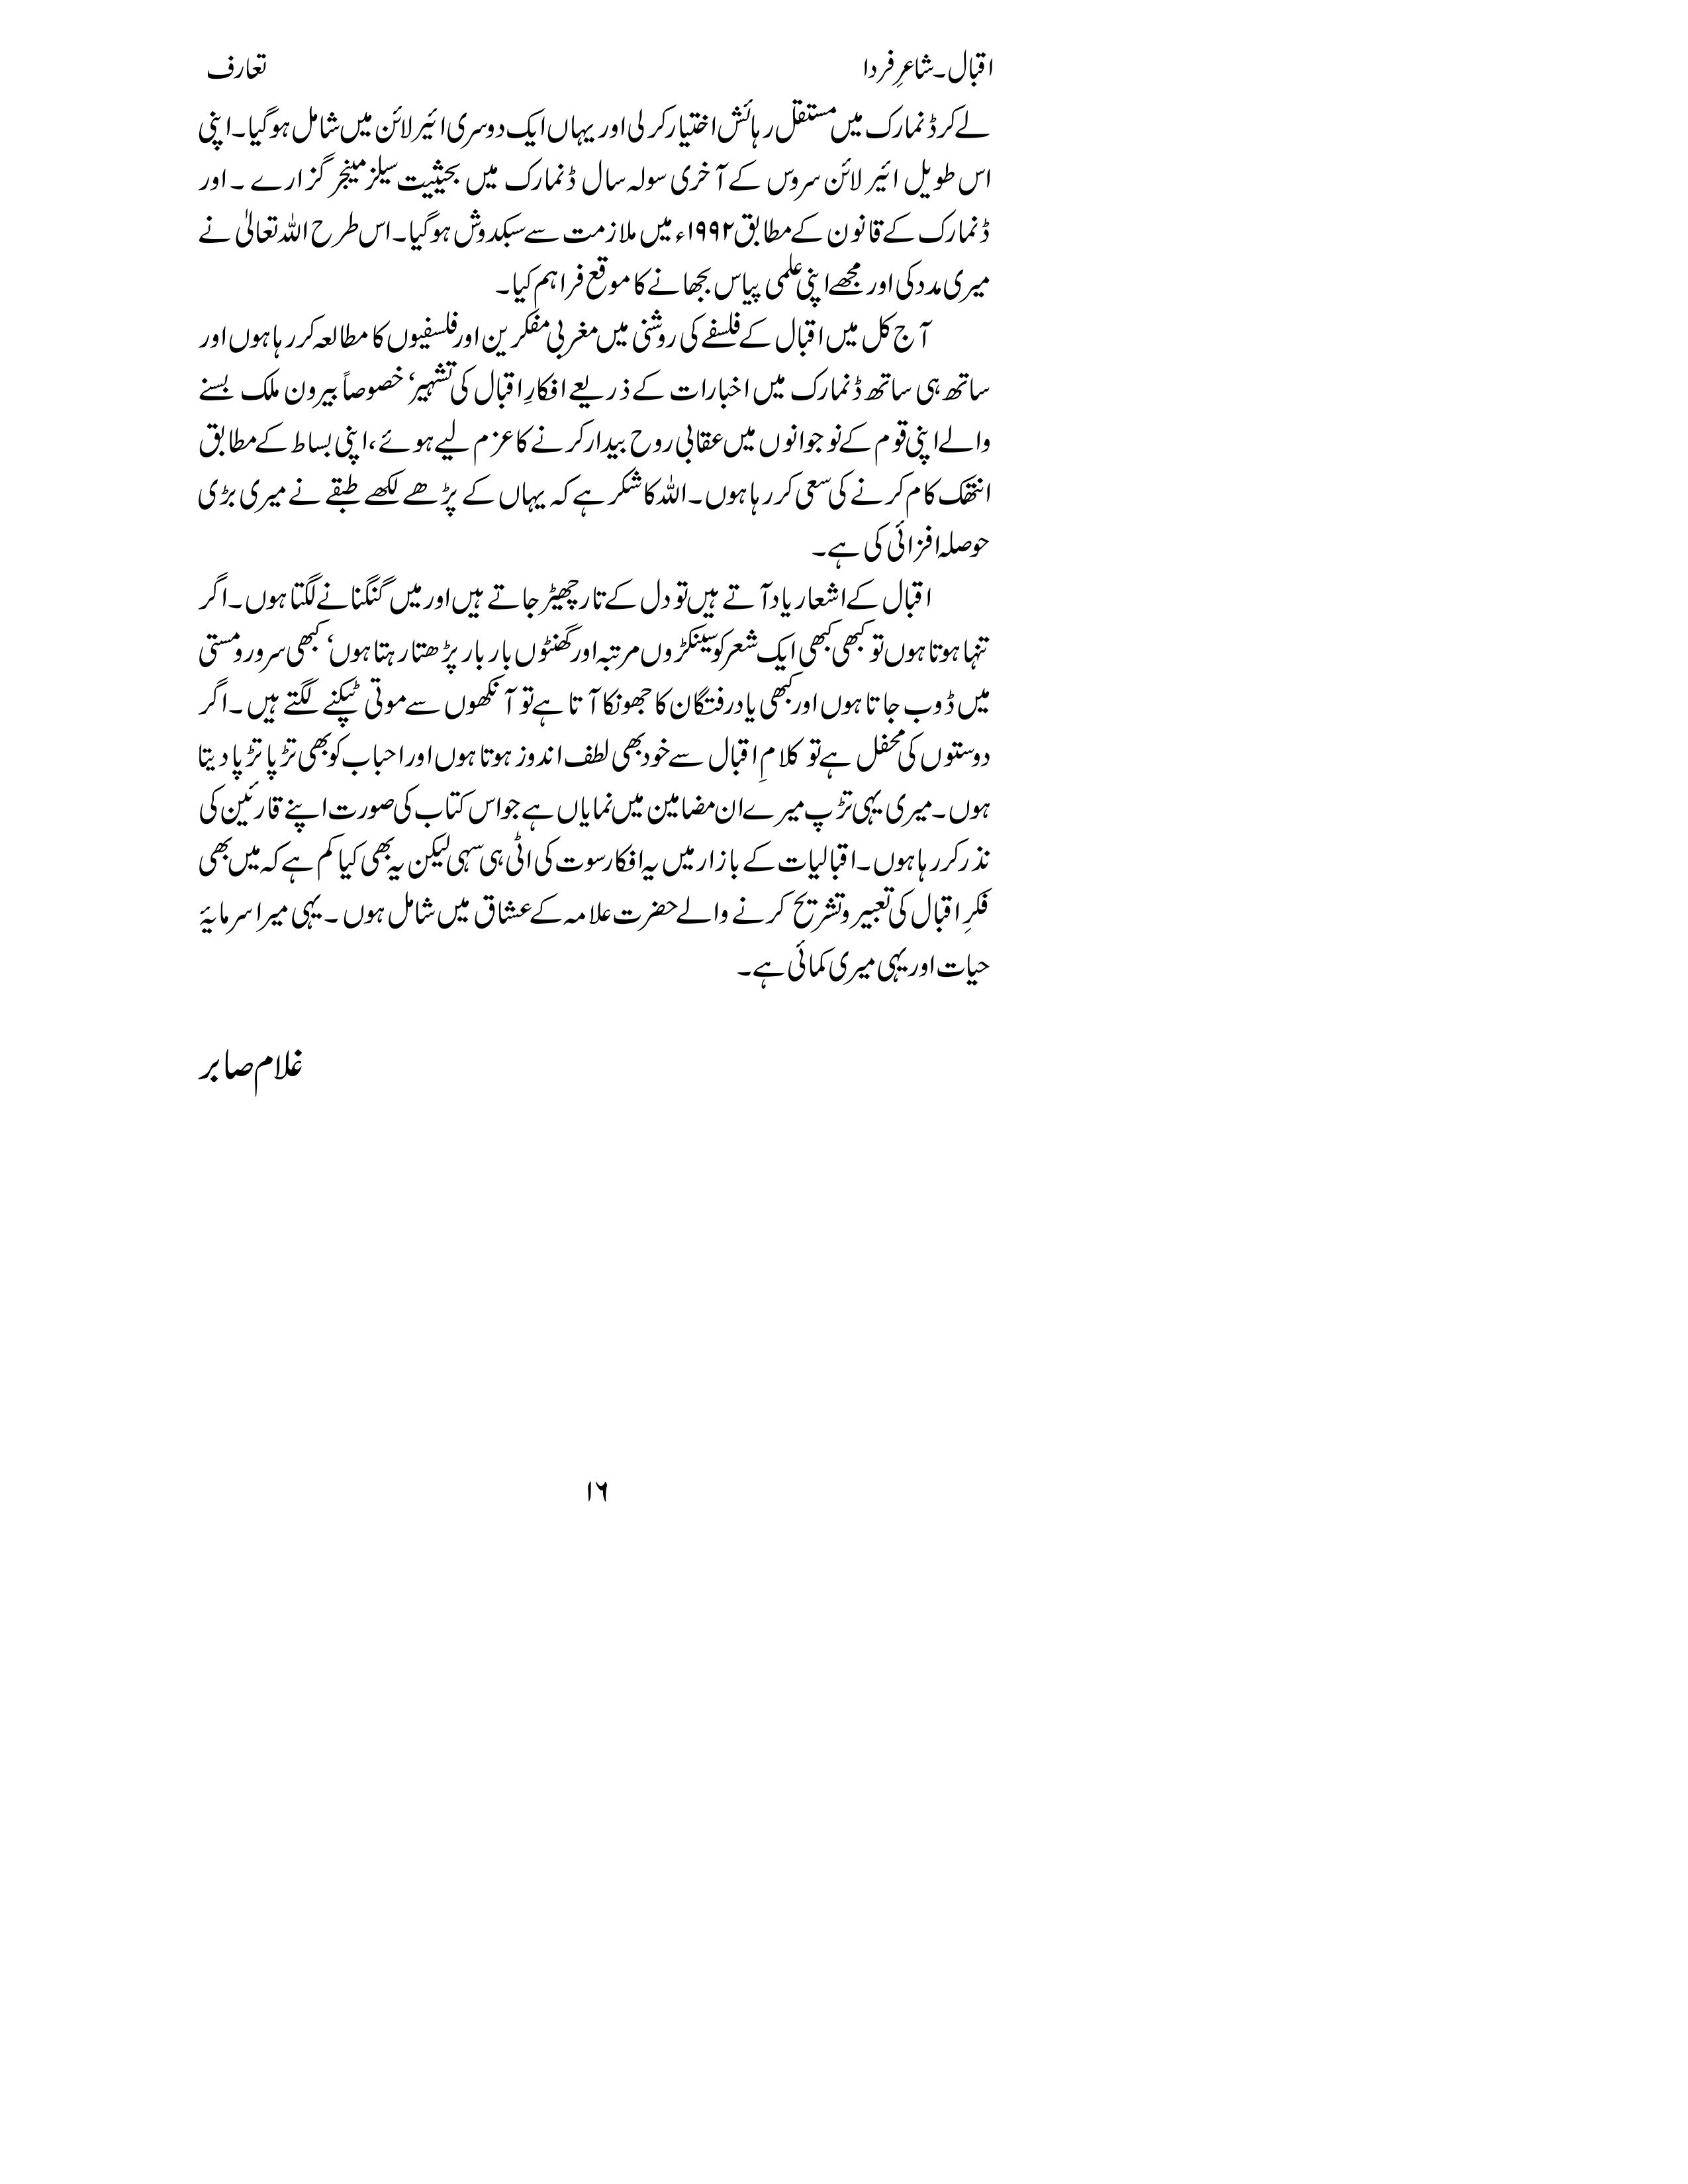 اقبال۔شاعرِ فردا تعارف
لے کر ڈنمارک میں مستقل رہائش اختیار کر لی اور یہاں ایک دوسری ائیر لائن میں شامل ہوگیا۔ اپنی
اس طویل ائیر لائن سروس کے آخری سولہ سال ڈنمارک میں بحیثیت سیلز مینجر گزارے ۔ اور
ڈنمارک کے قانون کے مطابق ۱۹۹۲ء میں ملازمت سے سبکدوش ہوگیا۔ اس طرح اللہ تعالیٰ نے
میری مدد کی اور مجھے اپنی علمی پیاس بجھانے کا موقع فراہم کیا۔
آج کل میں اقبال کے فلسفے کی روشنی میں مغربی مفکرین اور فلسفیوں کا مطالعہ کر رہا ہوں اور
ساتھ ہی ساتھ ڈنمارک میں اخبارات کے ذریعے افکارِ اقبال کی تشہیر‘ خصوصاً بیرون ملک بسنے
والے اپنی قوم کے نوجوانوں میں عقابی روح بیدار کرنے کا عزم لیے ہوئے ،اپنی بساط کے مطابق
انتھک کام کرنے کی سعی کر رہا ہوں۔ اللہ کا شکر ہے کہ یہاں کے پڑھے لکھے طبقے نے میری بڑی
حوصلہ افزائی کی ہے۔
اقبال کے اشعار یاد آتے ہیں تو دل کے تار چھیڑ جاتے ہیں اور میں گنگنانے لگتا ہوں۔ اگر
تنہا ہوتا ہوں تو کبھی کبھی ایک شعر کو سینکڑوں مرتبہ اور گھنٹوں بار بار پڑھتا رہتا ہوں‘ کبھی سرور و مستی
میں ڈوب جاتا ہوں اور کبھی یادرفتگان کا جھونکا آتا ہے تو آنکھوں سے موتی ٹپکنے لگتے ہیں ۔ اگر
دوستوں کی محفل ہے تو کلامِ اقبال سے خود بھی لطف اندوز ہوتا ہوں اور احباب کو بھی تڑپا تڑپا دیتا
ہوں۔ میری یہی تڑپ میرے ان مضامین میں نمایاں ہے جو اس کتاب کی صورت اپنے قارئین کی
نذر کر رہا ہوں۔ اقبالیات کے بازار میں یہ افکار سوت کی اٹی ہی سہی لیکن یہ بھی کیا کم ہے کہ میں بھی
فکرِ اقبال کی تعبیر و تشریح کرنے والے حضرت علامہ کے عشاق میں شامل ہوں ۔ یہی میرا سرمایۂ
حیات اور یہی میری کمائی ہے۔
غلام صابر
۱۶